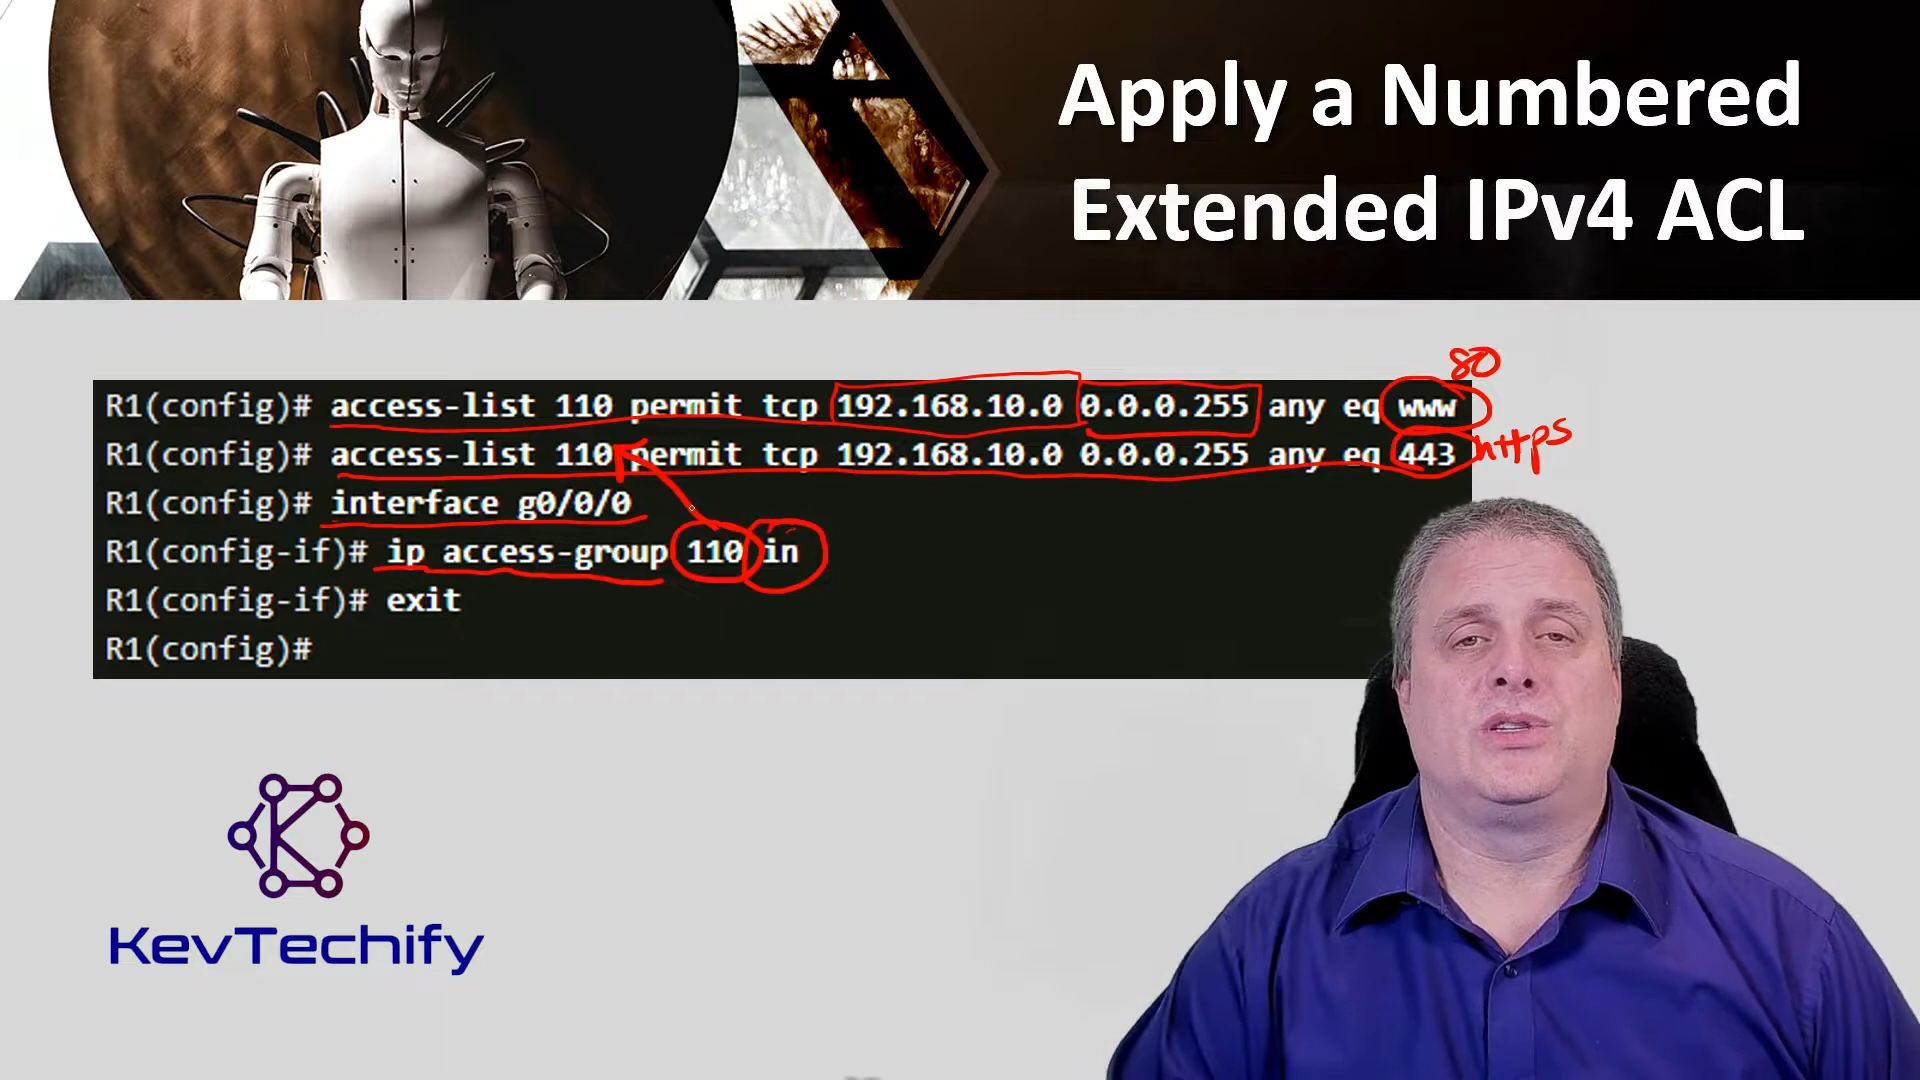 Apply a Numbered
Extended IPv4 ACL
80
R1(config)# access-list 110 permit tcp 192.168.10.0 0.0.0.255 any eq www
https
R1(config)# access-list 110 permit tcp 192.168.10.0 0.0.0.255 any eq 443
R1(config)# interface g0/0/0
R1(config-if)# ip access-group 110 in
R1(config-if)# exit
R1(config)#
KevTechify